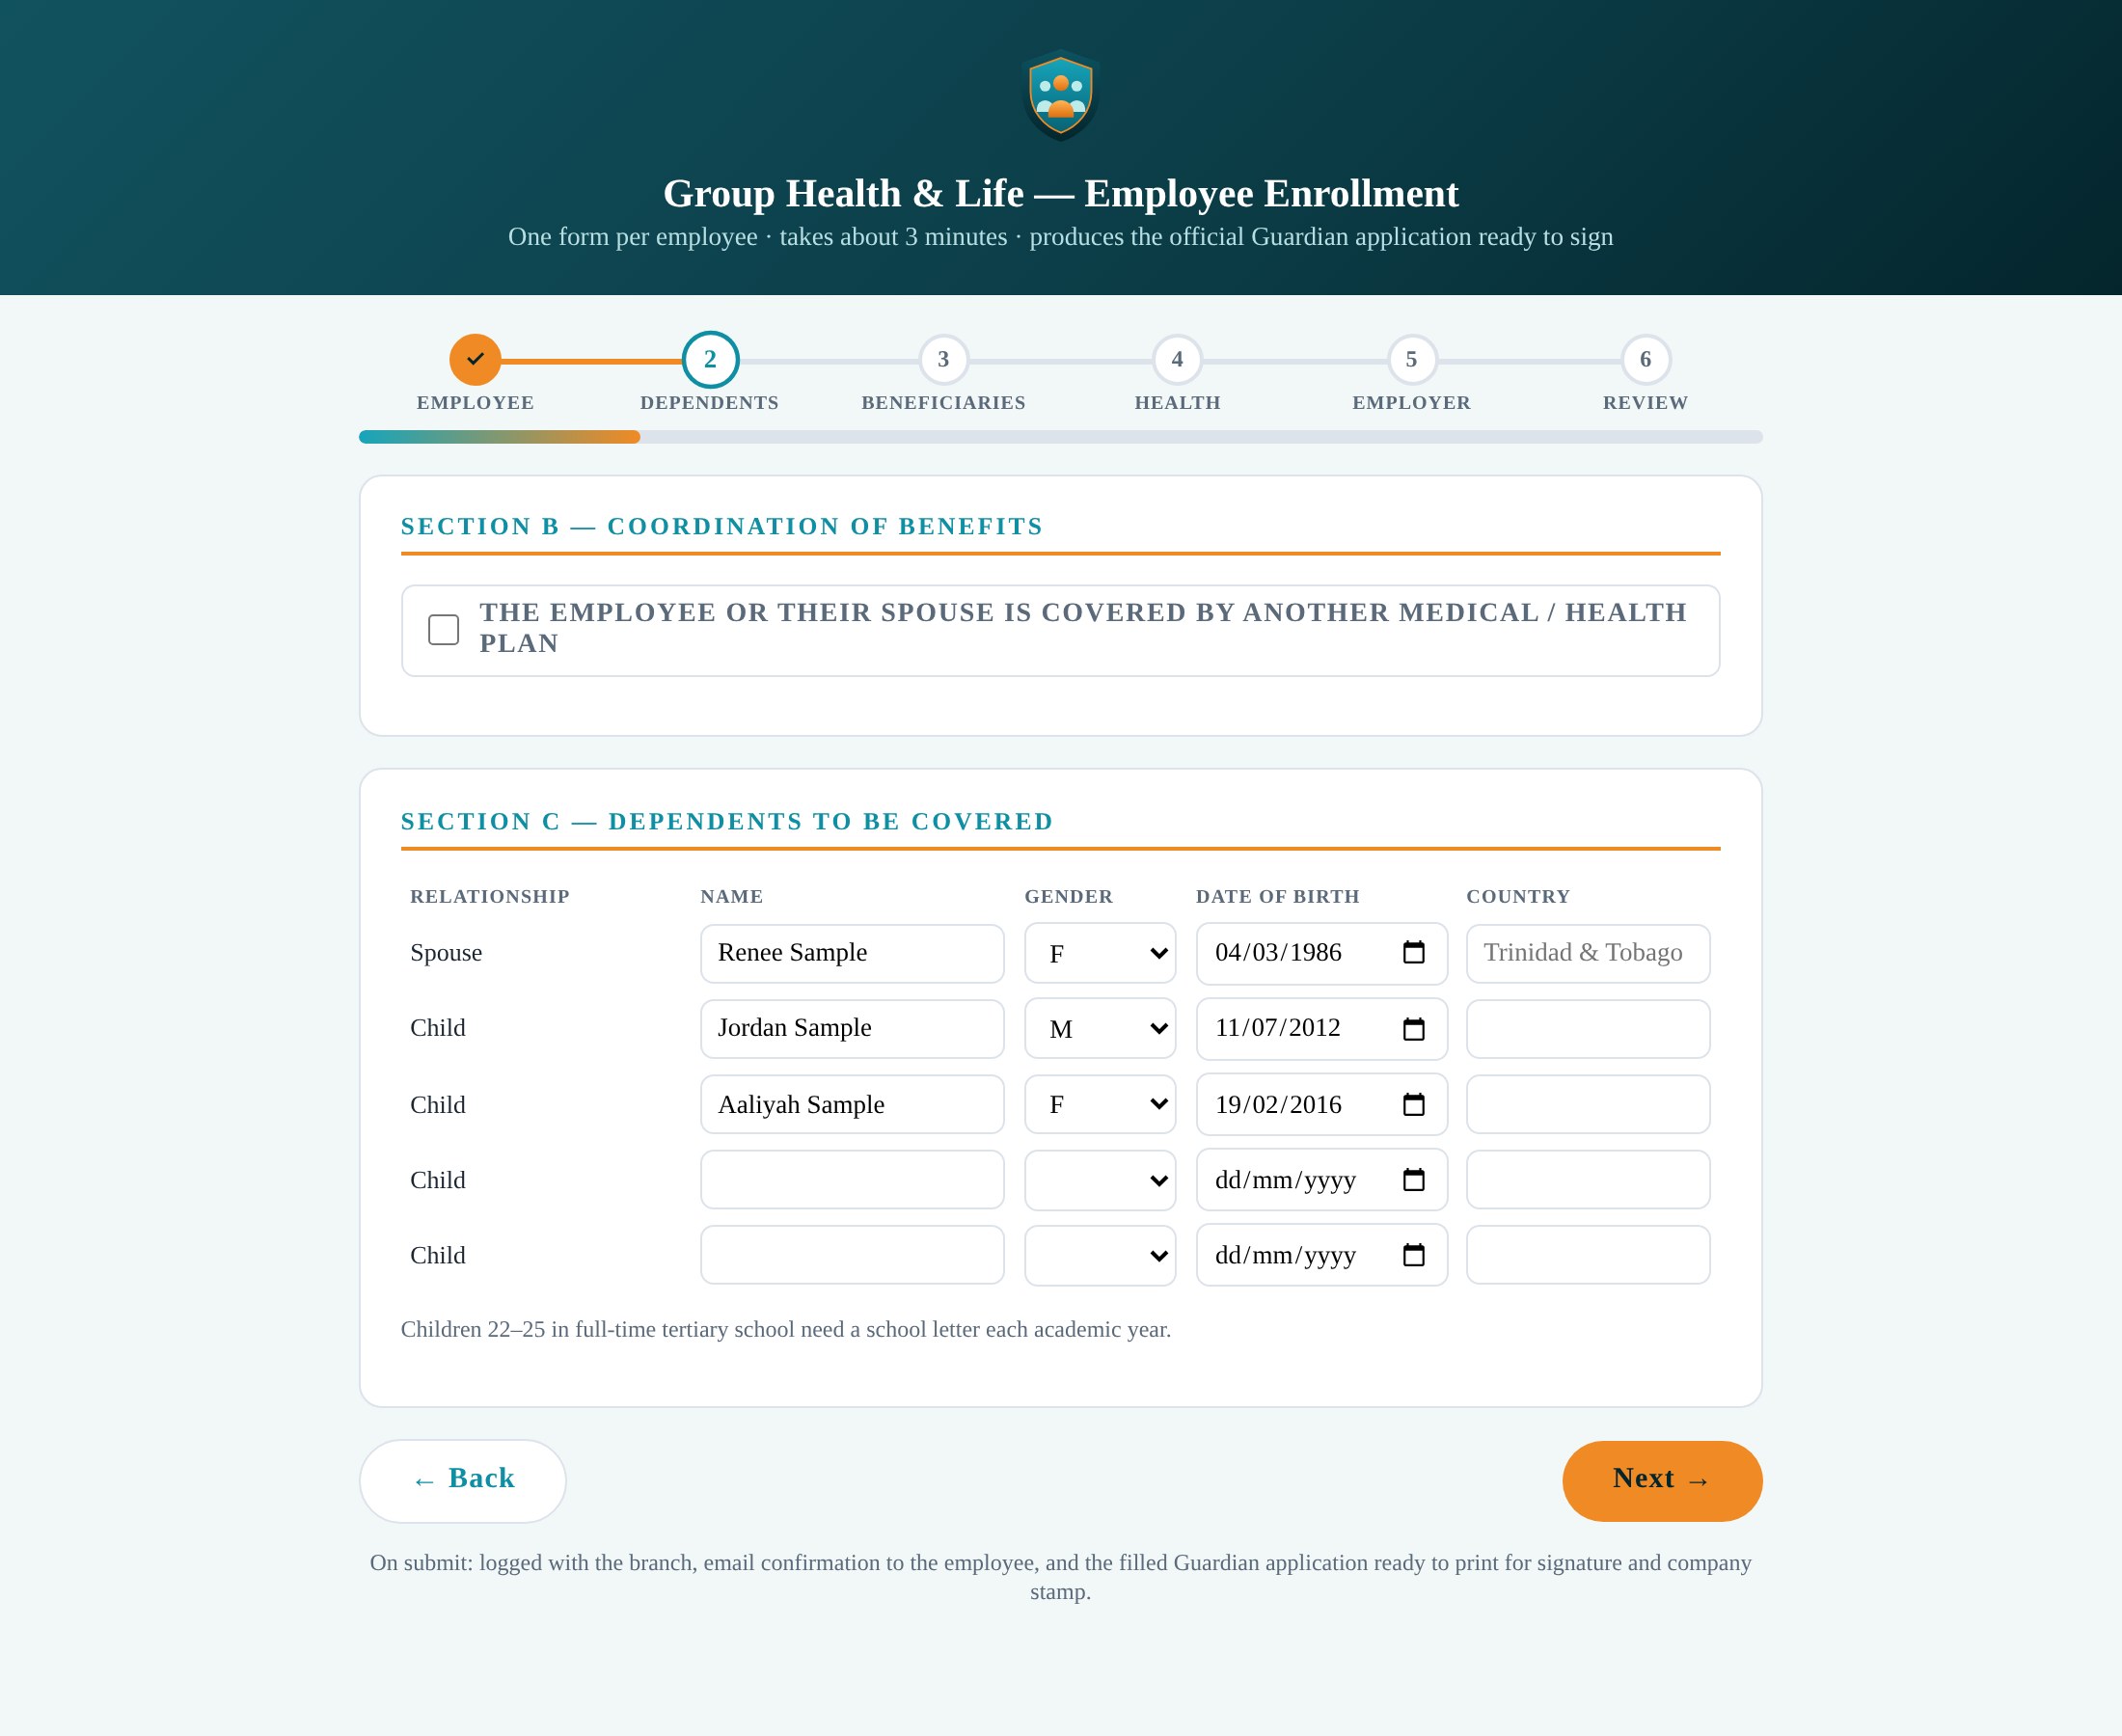 Group Health & Life — Employee Enrollment
One form per employee · takes about 3 minutes · produces the official Guardian application ready to sign
2
3
4
5
6
EMPLOYEE
DEPENDENTS
BENEFICIARIES
HEALTH
EMPLOYER
REVIEW
SECTION B — COORDINATION OF BENEFITS
THE EMPLOYEE OR THEIR SPOUSE IS COVERED BY ANOTHER MEDICAL / HEALTH
PLAN
SECTION C — DEPENDENTS TO BE COVERED
RELATIONSHIP NAME GENDER DATE OF BIRTH COUNTRY
Spouse Renee Sample F 04/03/1986 Trinidad & Tobago
Child Jordan Sample M 11/07/2012
Child Aaliyah Sample F 19/02/2016
Child dd/mm/yyyy
Child dd/mm/yyyy
Children 22–25 in full-time tertiary school need a school letter each academic year.
← Back
Next →
On submit: logged with the branch, email confirmation to the employee, and the filled Guardian application ready to print for signature and company
stamp.